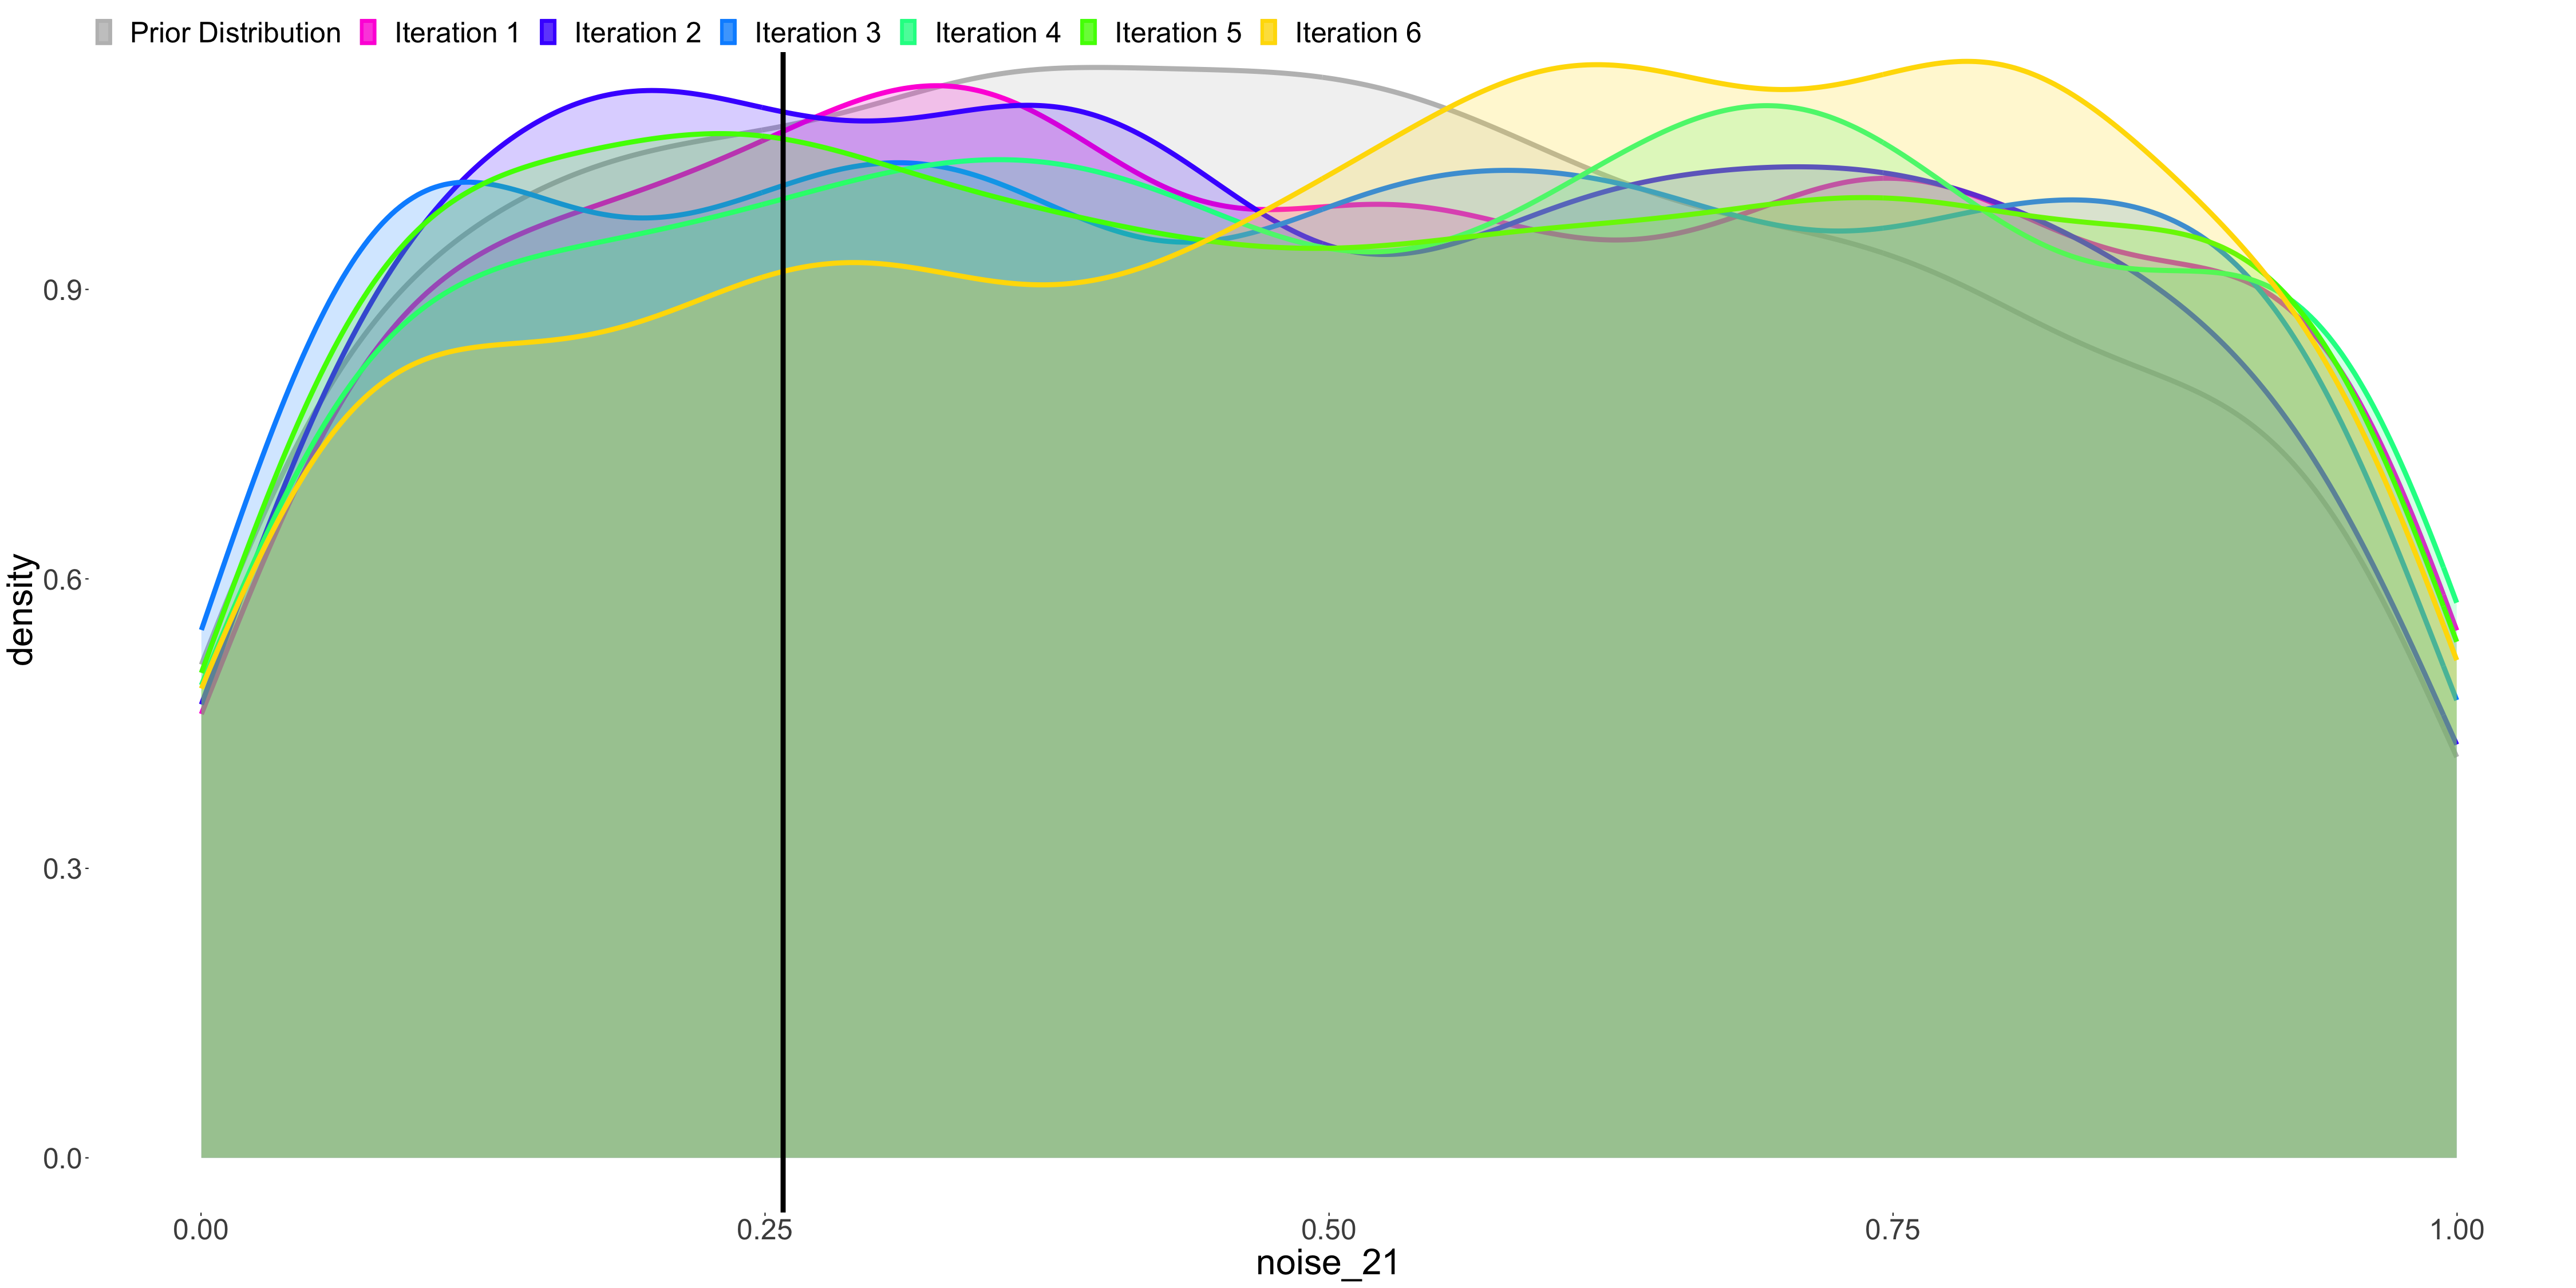 Prior Distribution Iteration 1 Iteration 2 Iteration 3 Iteration 4 Iteration 5 Iteration 6
density
0.9
0.6
0.3
0.0
0.00 0.25 0.50 0.75 1.00
noise_21